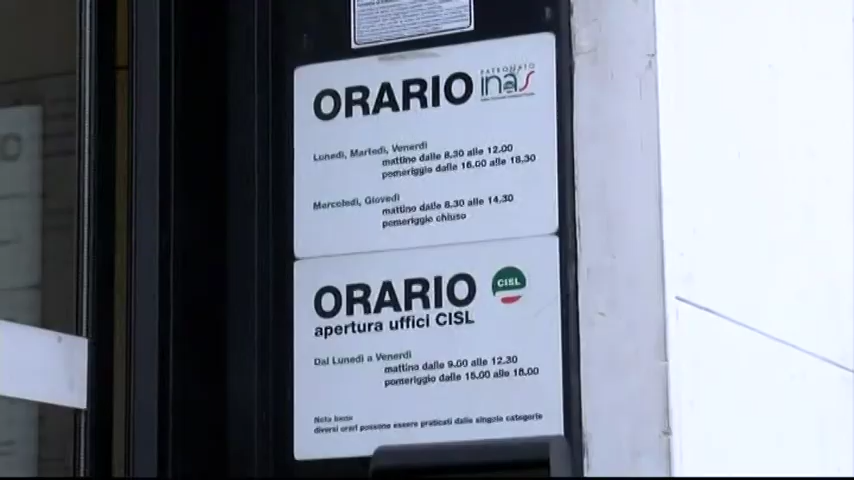 ORARIO
PATRONATO
inas
Lunedì, Martedì, Venerdì
mattino dalle 8.30 alle 12.00
pomeriggio dalle 16.00 alle 18.30
Mercoledì, Giovedì
mattino dalle 8.30 alle 14.30
pomeriggio chiuso
ORARIO
CISL
apertura uffici CISL
Dal Lunedì a Venerdì
mattino dalle 9.00 alle 12.30
pomeriggio dalle 15.00 alle 18.00
Nota bene
diversi orari possono essere praticati dalle singole categorie